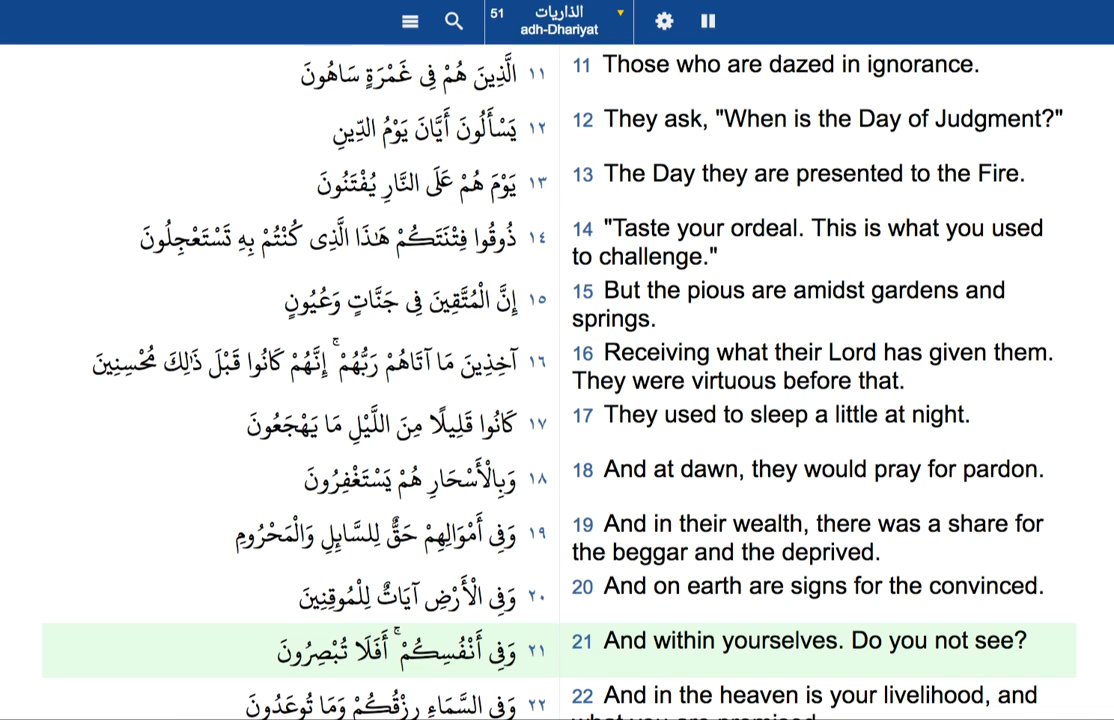 51 الذاريات
adh-Dhariyat
١١ الَّذِينَ هُمْ فِى غَمْرَةٍ سَاهُونَ
11 Those who are dazed in ignorance.
١٢ يَسْأَلُونَ أَيَّانَ يَوْمُ الدِّينِ
12 They ask, "When is the Day of Judgment?"
١٣ يَوْمَ هُمْ عَلَى النَّارِ يُفْتَنُونَ
13 The Day they are presented to the Fire.
١٤ ذُوقُوا فِتْنَتَكُمْ هَٰذَا الَّذِى كُنْتُمْ بِهِ تَسْتَعْجِلُونَ
14 "Taste your ordeal. This is what you used
to challenge."
١٥ إِنَّ الْمُتَّقِينَ فِى جَنَّاتٍ وَعُيُونٍ
15 But the pious are amidst gardens and
springs.
١٦ آخِذِينَ مَا آتَاهُمْ رَبُّهُمْ ۚ إِنَّهُمْ كَانُوا قَبْلَ ذَٰلِكَ مُحْسِنِينَ
16 Receiving what their Lord has given them.
They were virtuous before that.
١٧ كَانُوا قَلِيلًا مِنَ اللَّيْلِ مَا يَهْجَعُونَ
17 They used to sleep a little at night.
١٨ وَبِالْأَسْحَارِ هُمْ يَسْتَغْفِرُونَ
18 And at dawn, they would pray for pardon.
١٩ وَفِى أَمْوَالِهِمْ حَقٌّ لِلسَّائِلِ وَالْمَحْرُومِ
19 And in their wealth, there was a share for
the beggar and the deprived.
٢٠ وَفِى الْأَرْضِ آيَاتٌ لِلْمُوقِنِينَ
20 And on earth are signs for the convinced.
٢١ وَفِى أَنْفُسِكُمْ ۚ أَفَلَا تُبْصِرُونَ
21 And within yourselves. Do you not see?
٢٢ وَفِى السَّمَاءِ رِزْقُكُمْ وَمَا تُوعَدُونَ
22 And in the heaven is your livelihood, and